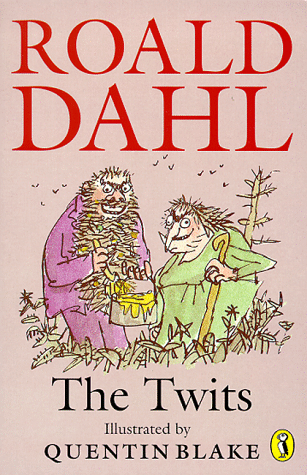 ROALD
DAHL
The Twits
Illustrated by
QUENTIN BLAKE